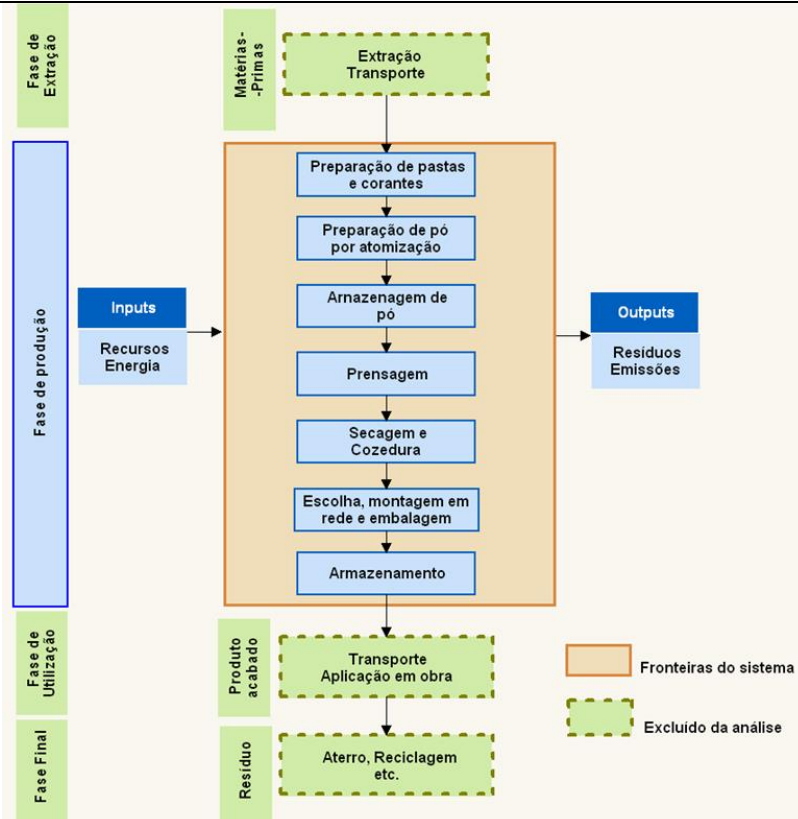 Fase de
Extração
Matérias-
-Primas
Extração
Transporte
Fase de produção
Inputs
Recursos
Energia
Preparação de pastas
e corantes
Preparação de pó
por atomização
Arnazenagem de
pó
Prensagem
Secagem e
Cozedura
Escolha, montagem em
rede e embalagem
Armazenamento
Outputs
Resíduos
Emissões
Fase de
Utilização
Produto
acabado
Transporte
Aplicação em obra
Fronteiras do sistema
Excluído da análise
Fase Final
Resíduo
Aterro, Reciclagem
etc.